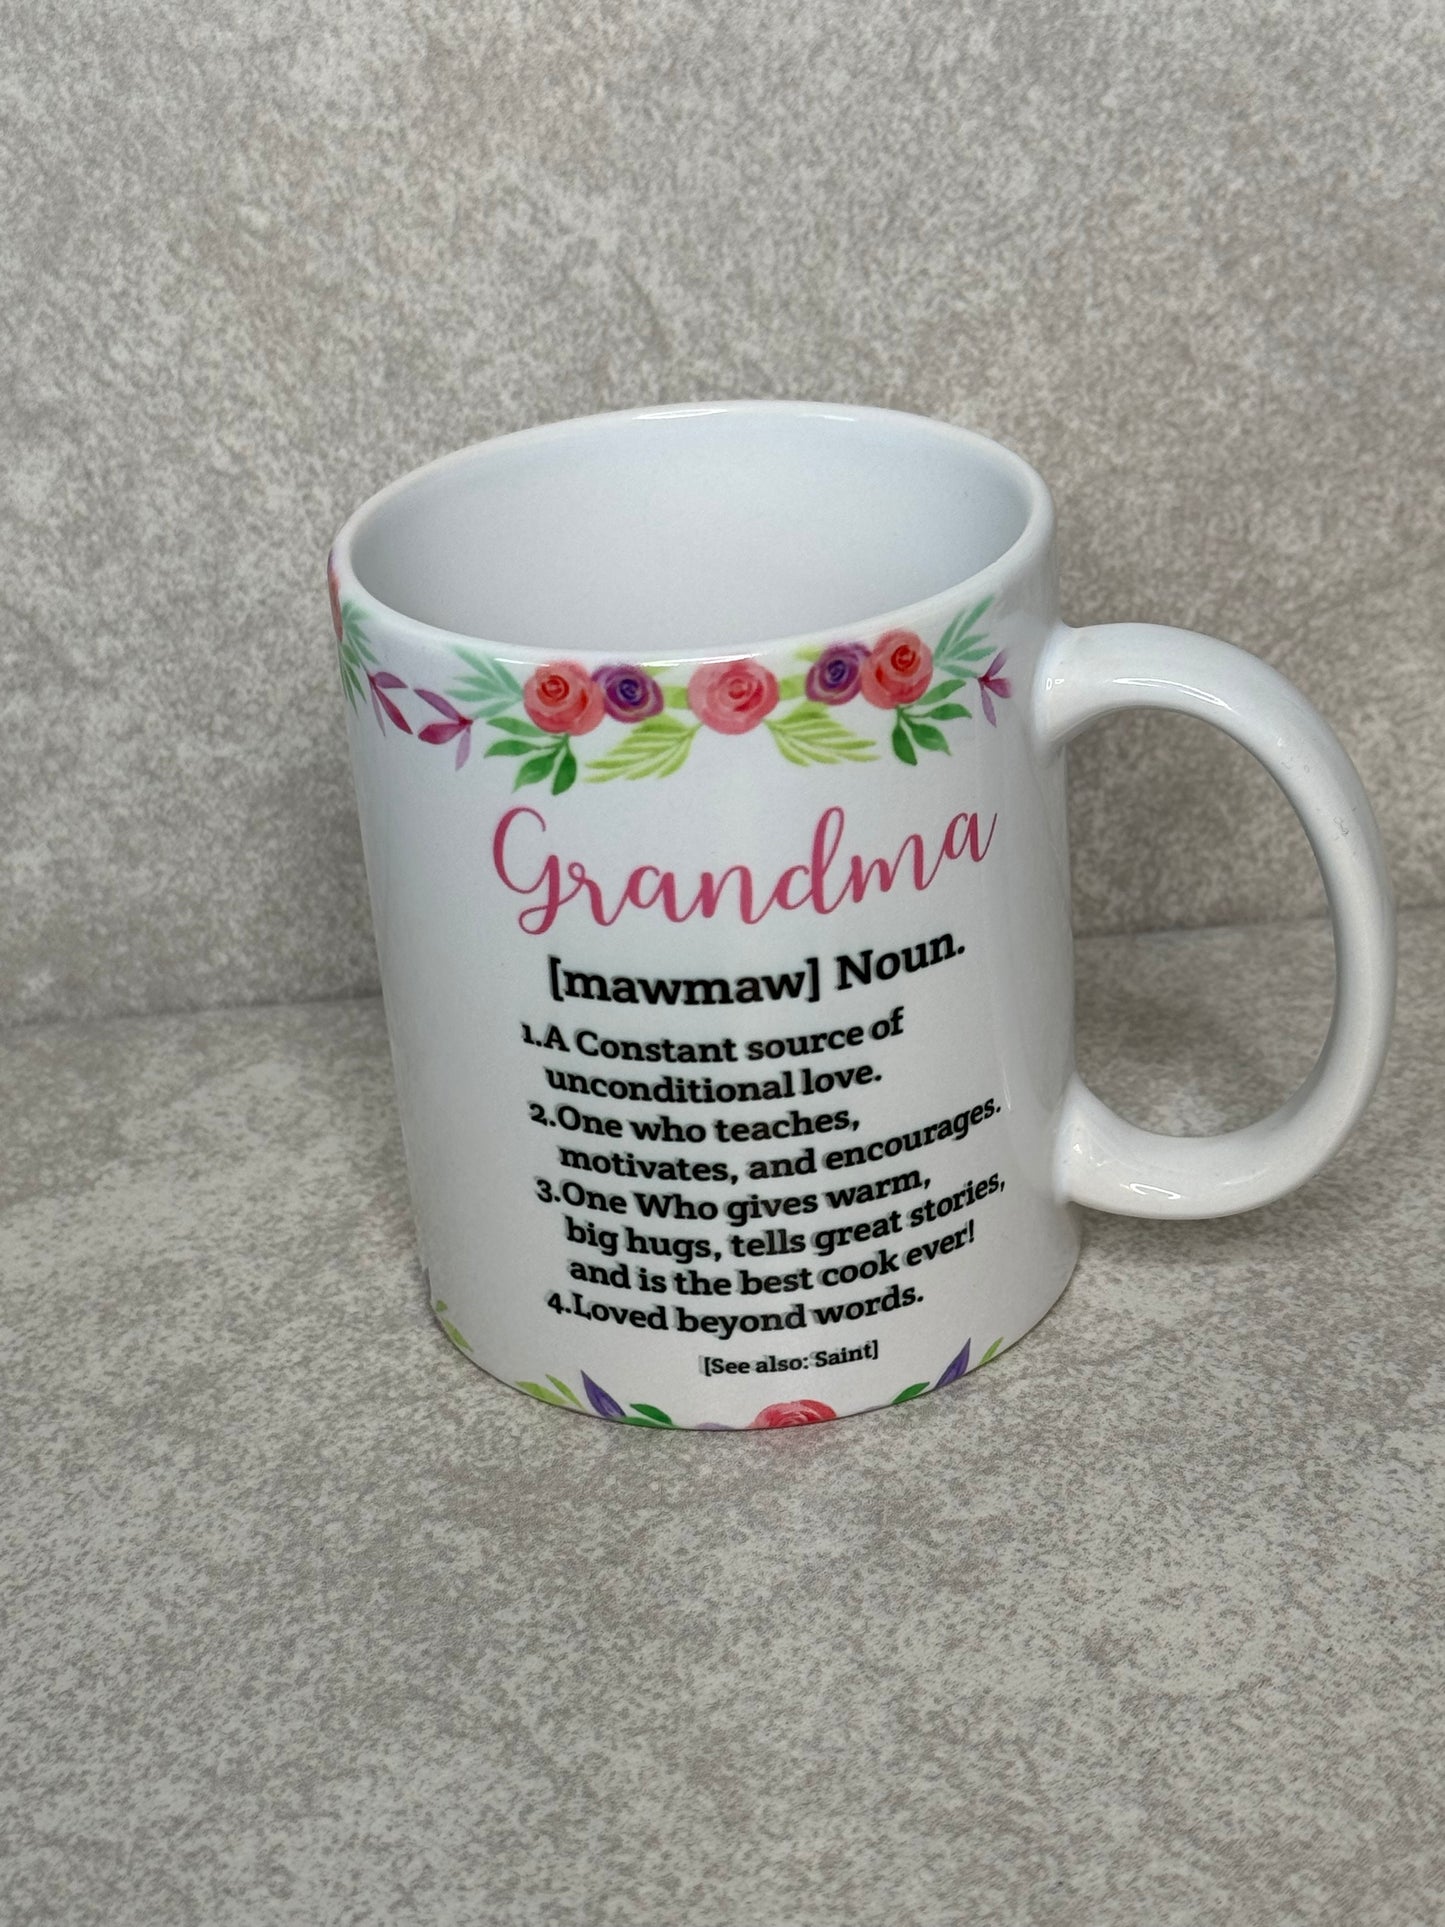 Grandma
[mawmaw] Noun.
1.A Constant source of
unconditional love.
2.One who teaches,
motivates, and encourages.
3.One Who gives warm,
big hugs, tells great stories,
and is the best cook ever!
4.Loved beyond words.
[See also: Saint]